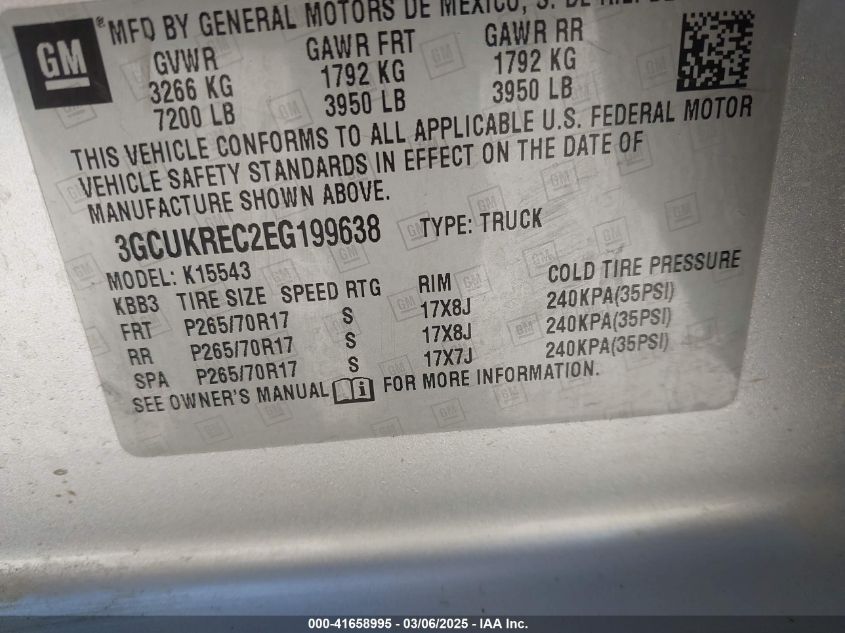 GM
® MFD BY GENERAL MOTORS DE MEXICO, S. DE
GVWR GAWR FRT GAWR RR
3266 KG 1792 KG 1792 KG
7200 LB 3950 LB 3950 LB
THIS VEHICLE CONFORMS TO ALL APPLICABLE U.S. FEDERAL MOTOR
VEHICLE SAFETY STANDARDS IN EFFECT ON THE DATE OF
MANUFACTURE SHOWN ABOVE.
3GCUKREC2EG199638 TYPE: TRUCK
MODEL: K15543
KBB3 TIRE SIZE SPEED RTG RIM COLD TIRE PRESSURE
FRT P265/70R17 S 17X8J 240KPA(35PSI)
RR P265/70R17 S 17X8J 240KPA(35PSI)
SPA P265/70R17 S 17X7J 240KPA(35PSI)
SEE OWNER'S MANUAL FOR MORE INFORMATION.
000-41658995 - 03/06/2025 - IAA Inc.